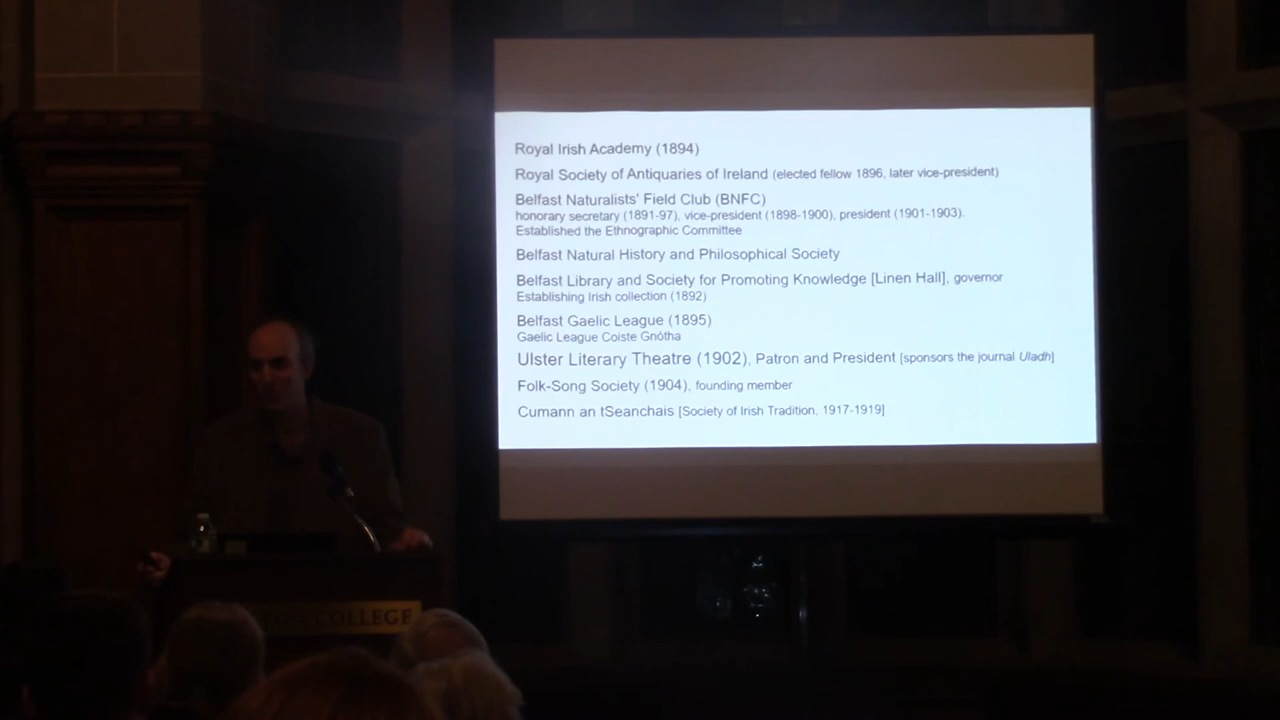 Royal Irish Academy (1894)
Royal Society of Antiquaries of Ireland (elected fellow 1896, later vice-president)
Belfast Naturalists' Field Club (BNFC)
honorary secretary (1891-97), vice-president (1898-1900), president (1901-1903).
Established the Ethnographic Committee
Belfast Natural History and Philosophical Society
Belfast Library and Society for Promoting Knowledge [Linen Hall], governor
Establishing Irish collection (1892)
Belfast Gaelic League (1895)
Gaelic League Coiste Gnótha
Ulster Literary Theatre (1902), Patron and President [sponsors the journal Uladh]
Folk-Song Society (1904), founding member
Cumann an tSeanchais [Society of Irish Tradition, 1917-1919]
COLLEGE